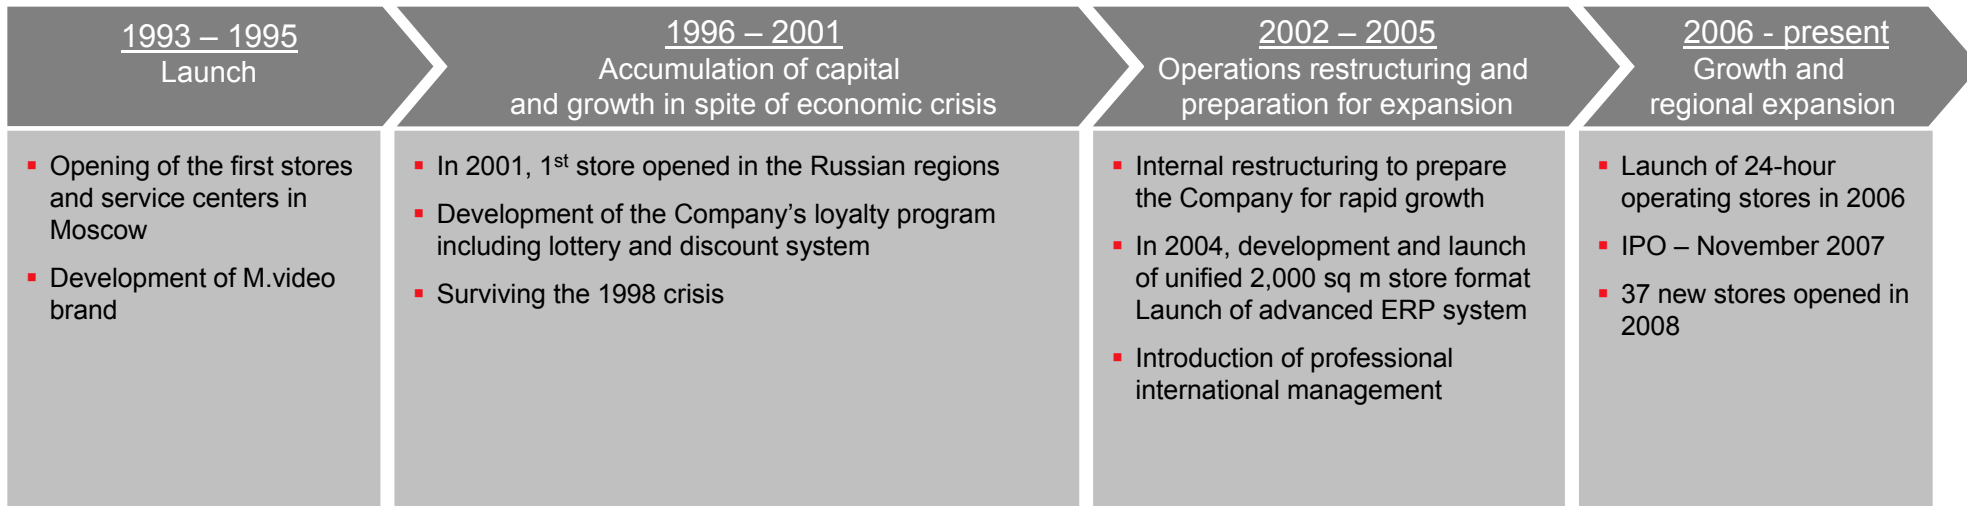 1993 – 1995
Launch
1996 – 2001
Accumulation of capital
and growth in spite of economic crisis
2002 – 2005
Operations restructuring and
preparation for expansion
2006 - present
Growth and
regional expansion
▪ Opening of the first stores
and service centers in
Moscow
▪ Development of M.video
brand
▪ In 2001, 1st store opened in the Russian regions
▪ Development of the Company’s loyalty program
including lottery and discount system
▪ Surviving the 1998 crisis
▪ Internal restructuring to prepare
the Company for rapid growth
▪ In 2004, development and launch
of unified 2,000 sq m store format
Launch of advanced ERP system
▪ Introduction of professional
international management
▪ Launch of 24-hour
operating stores in 2006
▪ IPO – November 2007
▪ 37 new stores opened in
2008